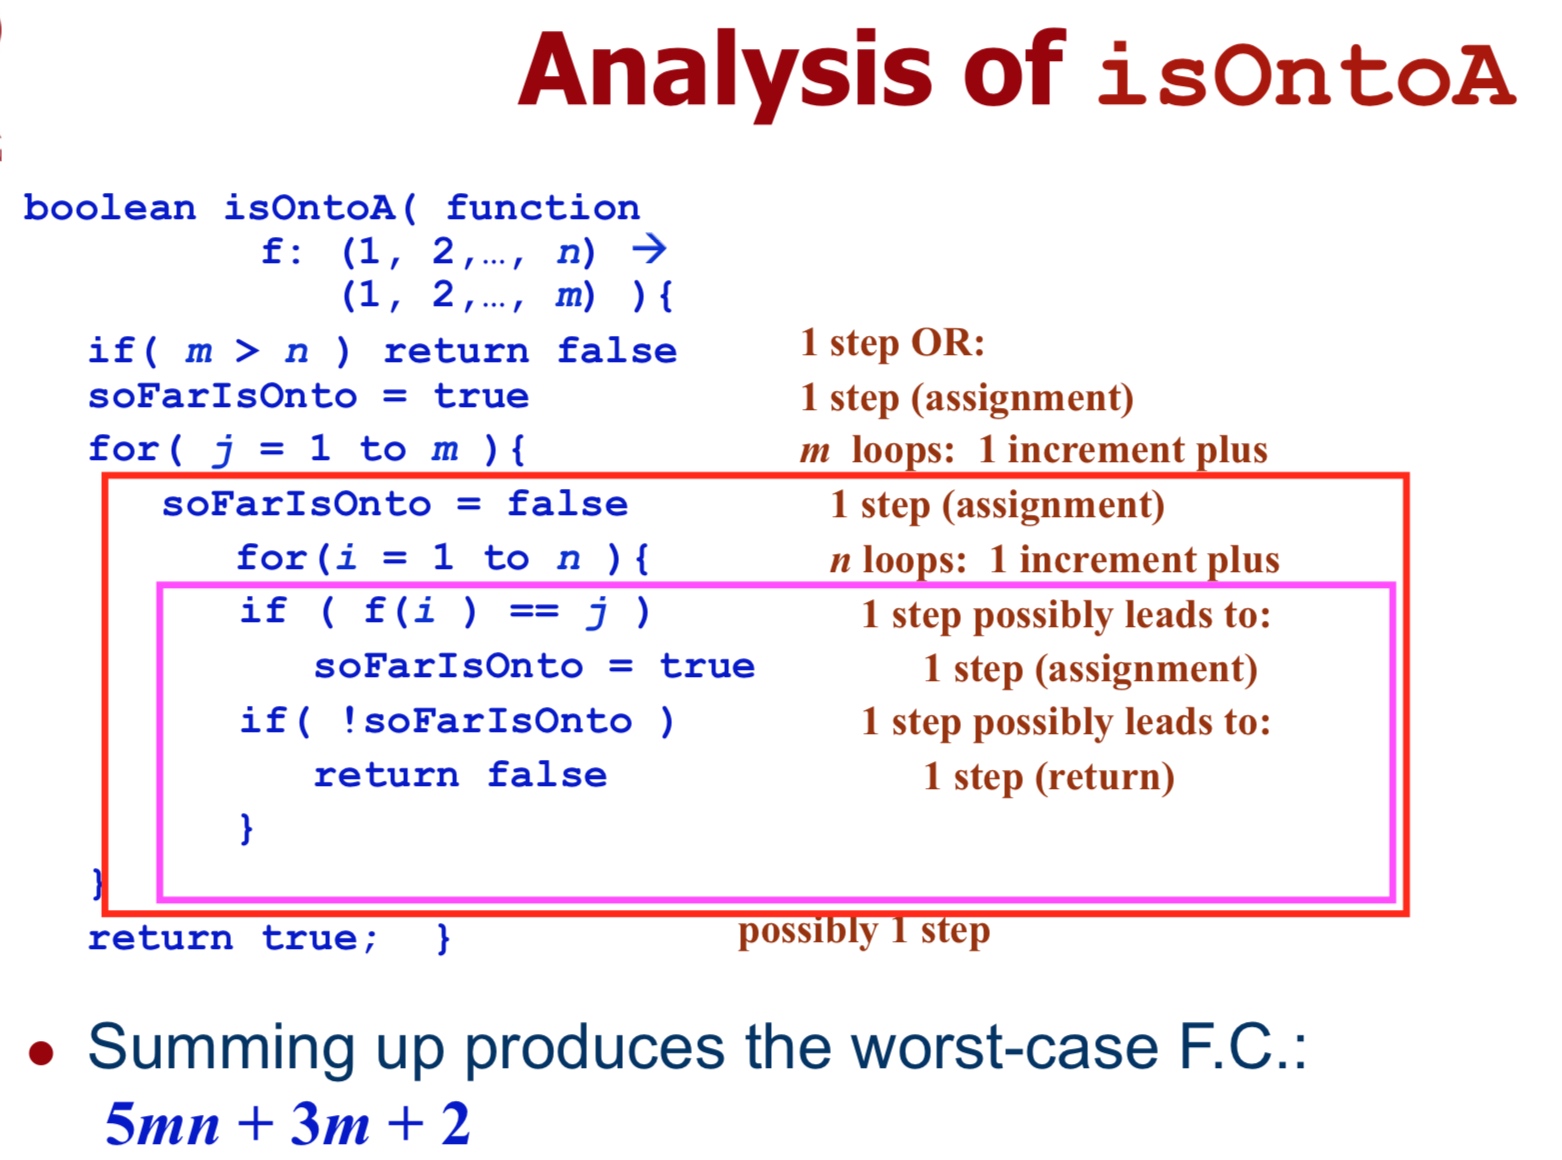 Analysis of isOntoA
boolean isOntoA( function
f: (1, 2,…, n) →
(1, 2,…, m) ){
if( m > n ) return false 1 step OR:
soFarIsOnto = true 1 step (assignment)
for( j = 1 to m ){ m loops: 1 increment plus
soFarIsOnto = false 1 step (assignment)
for(i = 1 to n ){ n loops: 1 increment plus
if ( f(i ) == j ) 1 step possibly leads to:
soFarIsOnto = true 1 step (assignment)
if( !soFarIsOnto ) 1 step possibly leads to:
return false 1 step (return)
}
}
return true; } possibly 1 step
• Summing up produces the worst-case F.C.:
5mn + 3m + 2